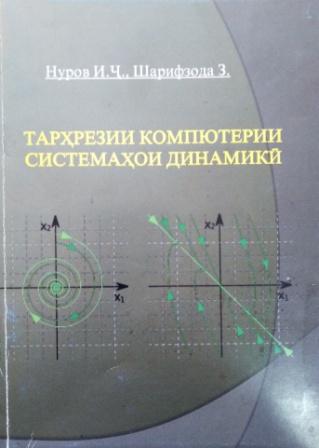 Нуров И.Ҷ., Шарифзода З.
ТАРҲРЕЗИИ КОМПЮТЕРИИ
СИСТЕМАҲОИ ДИНАМИКӢ
x₂
x₁
x₂
x₁